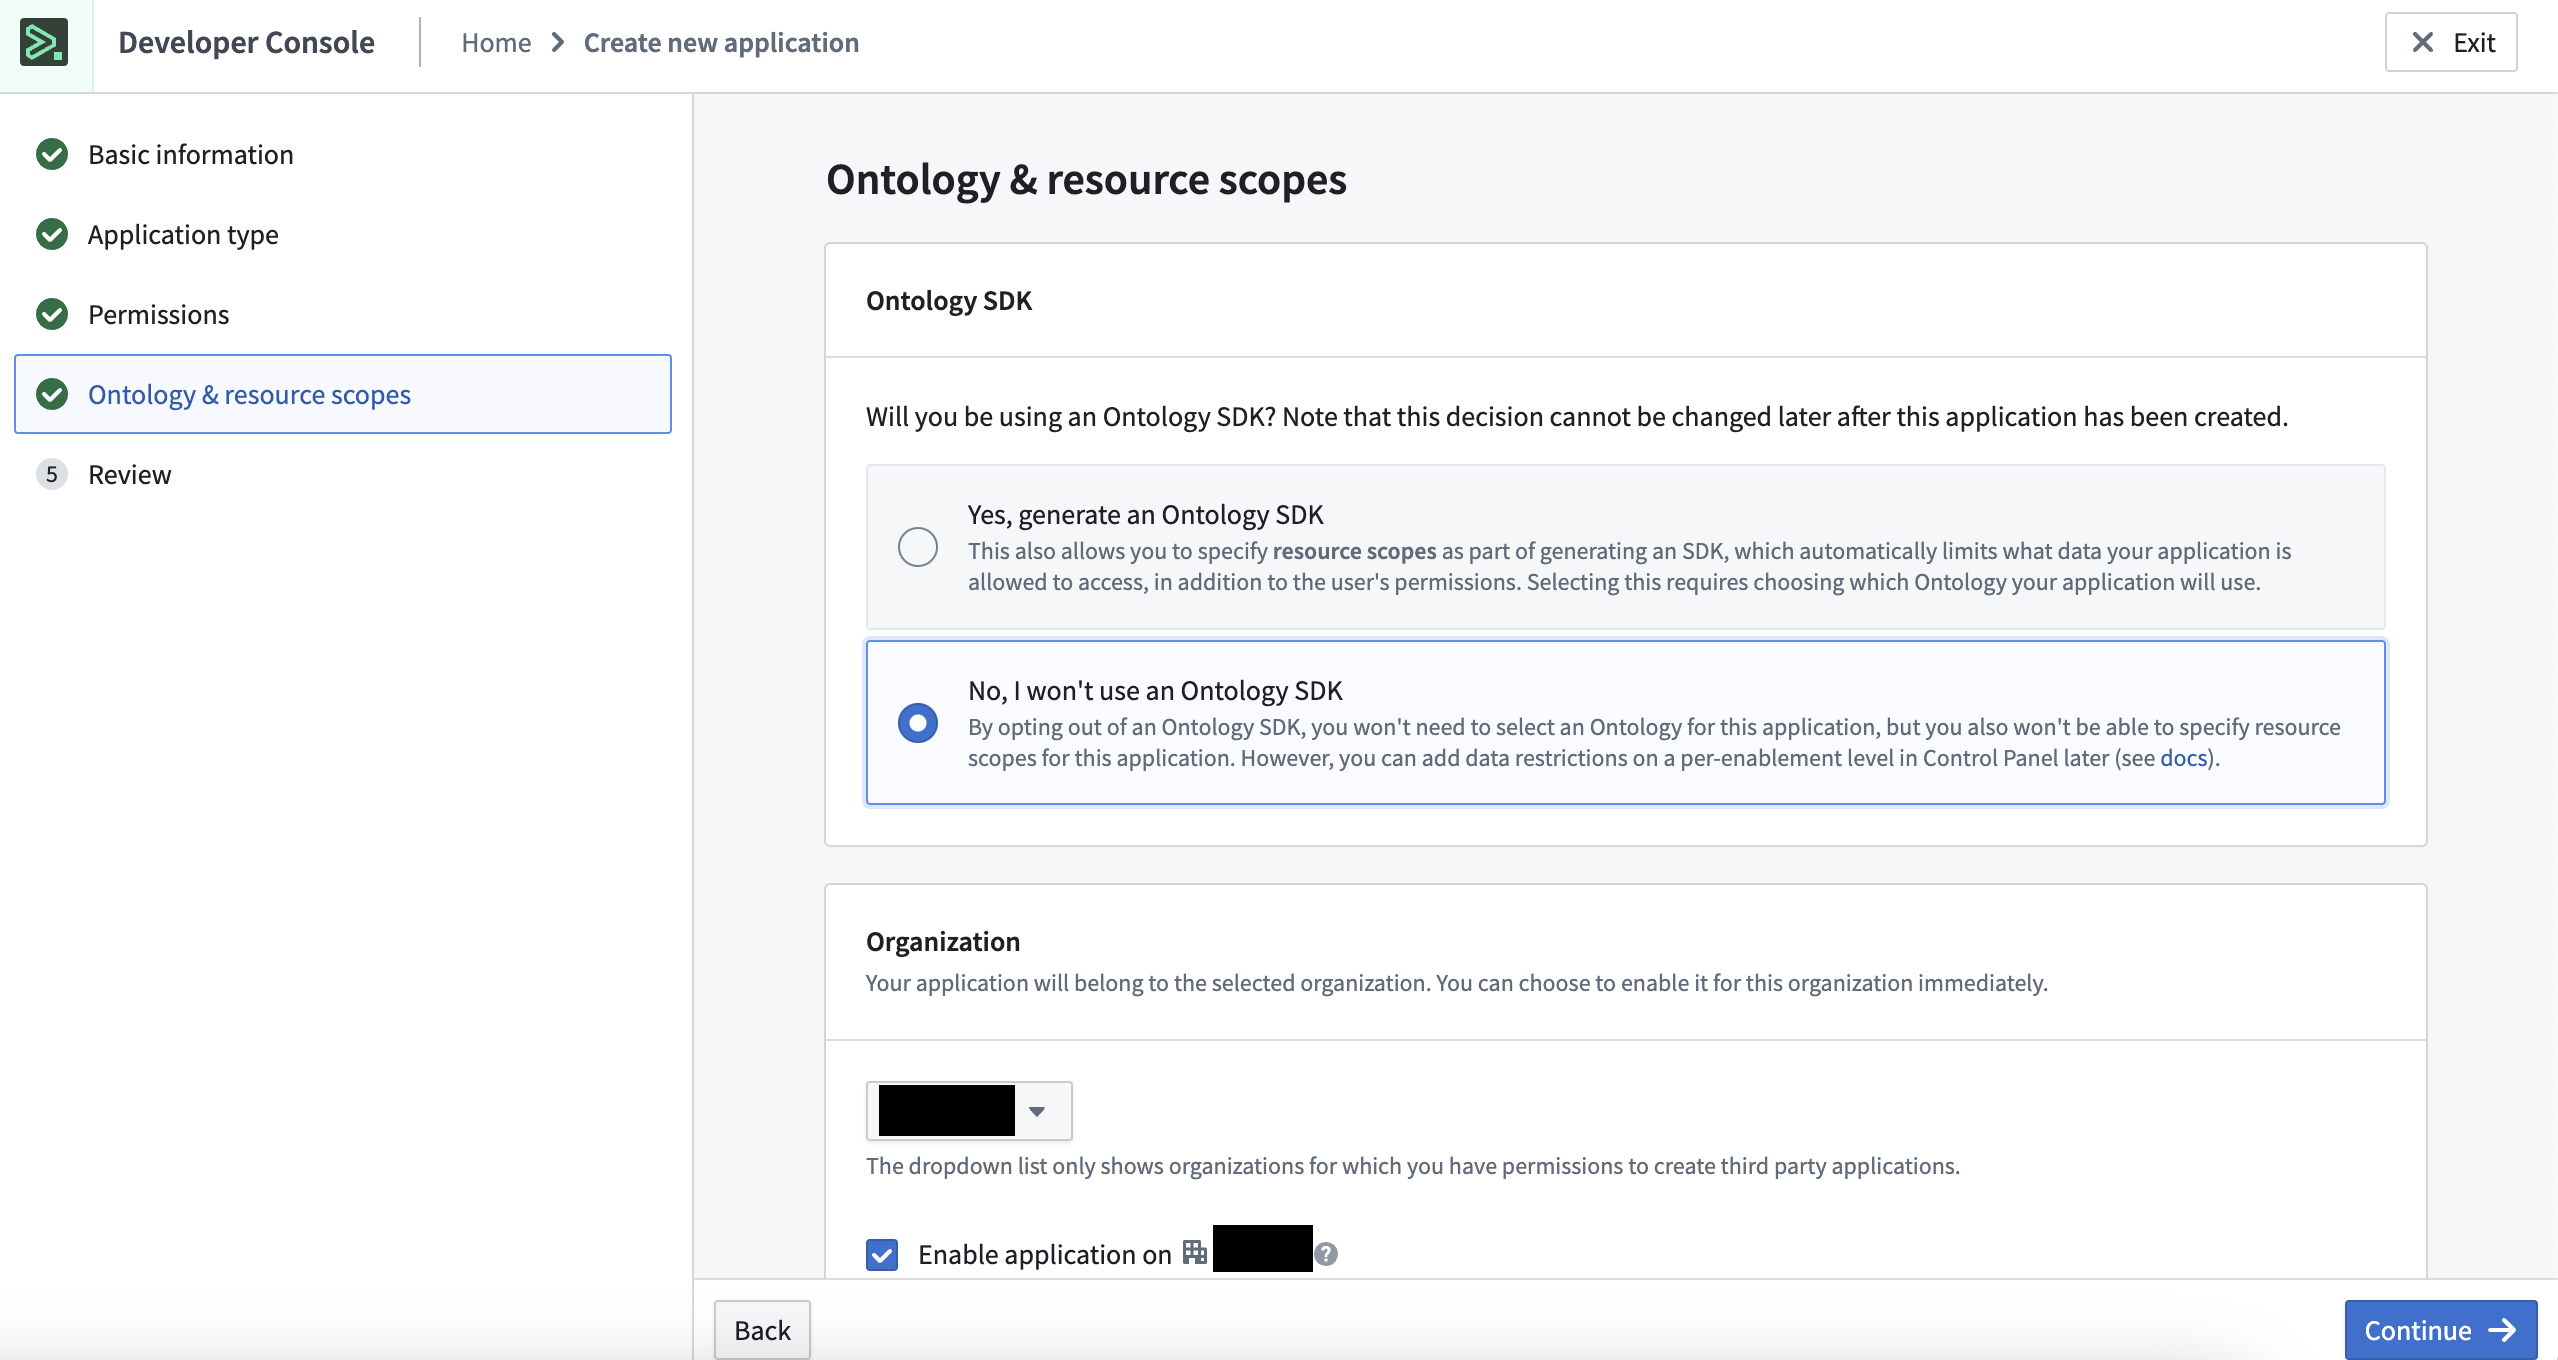 Developer Console
Home
Create new application
Exit
Basic information
Application type
Permissions
Ontology & resource scopes
5 Review
Ontology & resource scopes
Ontology SDK
Will you be using an Ontology SDK? Note that this decision cannot be changed later after this application has been created.
Yes, generate an Ontology SDK
This also allows you to specify resource scopes as part of generating an SDK, which automatically limits what data your application is
allowed to access, in addition to the user's permissions. Selecting this requires choosing which Ontology your application will use.
No, I won't use an Ontology SDK
By opting out of an Ontology SDK, you won't need to select an Ontology for this application, but you also won't be able to specify resource
scopes for this application. However, you can add data restrictions on a per-enablement level in Control Panel later (see docs).
Organization
Your application will belong to the selected organization. You can choose to enable it for this organization immediately.
The dropdown list only shows organizations for which you have permissions to create third party applications.
Enable application on
?
Back
Continue